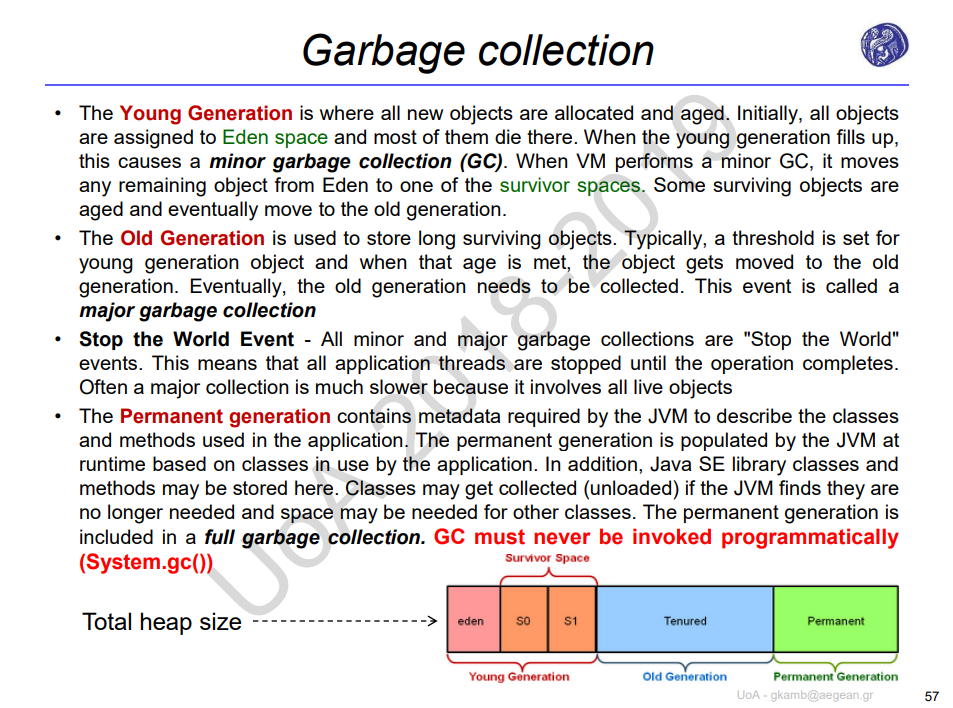 Garbage collection
• The Young Generation is where all new objects are allocated and aged. Initially, all objects
are assigned to Eden space and most of them die there. When the young generation fills up,
this causes a minor garbage collection (GC). When VM performs a minor GC, it moves
any remaining object from Eden to one of the survivor spaces. Some surviving objects are
aged and eventually move to the old generation.
• The Old Generation is used to store long surviving objects. Typically, a threshold is set for
young generation object and when that age is met, the object gets moved to the old
generation. Eventually, the old generation needs to be collected. This event is called a
major garbage collection
• Stop the World Event - All minor and major garbage collections are "Stop the World"
events. This means that all application threads are stopped until the operation completes.
Often a major collection is much slower because it involves all live objects
• The Permanent generation contains metadata required by the JVM to describe the classes
and methods used in the application. The permanent generation is populated by the JVM at
runtime based on classes in use by the application. In addition, Java SE library classes and
methods may be stored here. Classes may get collected (unloaded) if the JVM finds they are
no longer needed and space may be needed for other classes. The permanent generation is
included in a full garbage collection. GC must never be invoked programmatically
(System.gc())
UoA 2018-2019
Survivor Space
Total heap size
eden S0 S1 Tenured Permanent
Young Generation Old Generation Permanent Generation
UoA - gkamb@aegean.gr
57